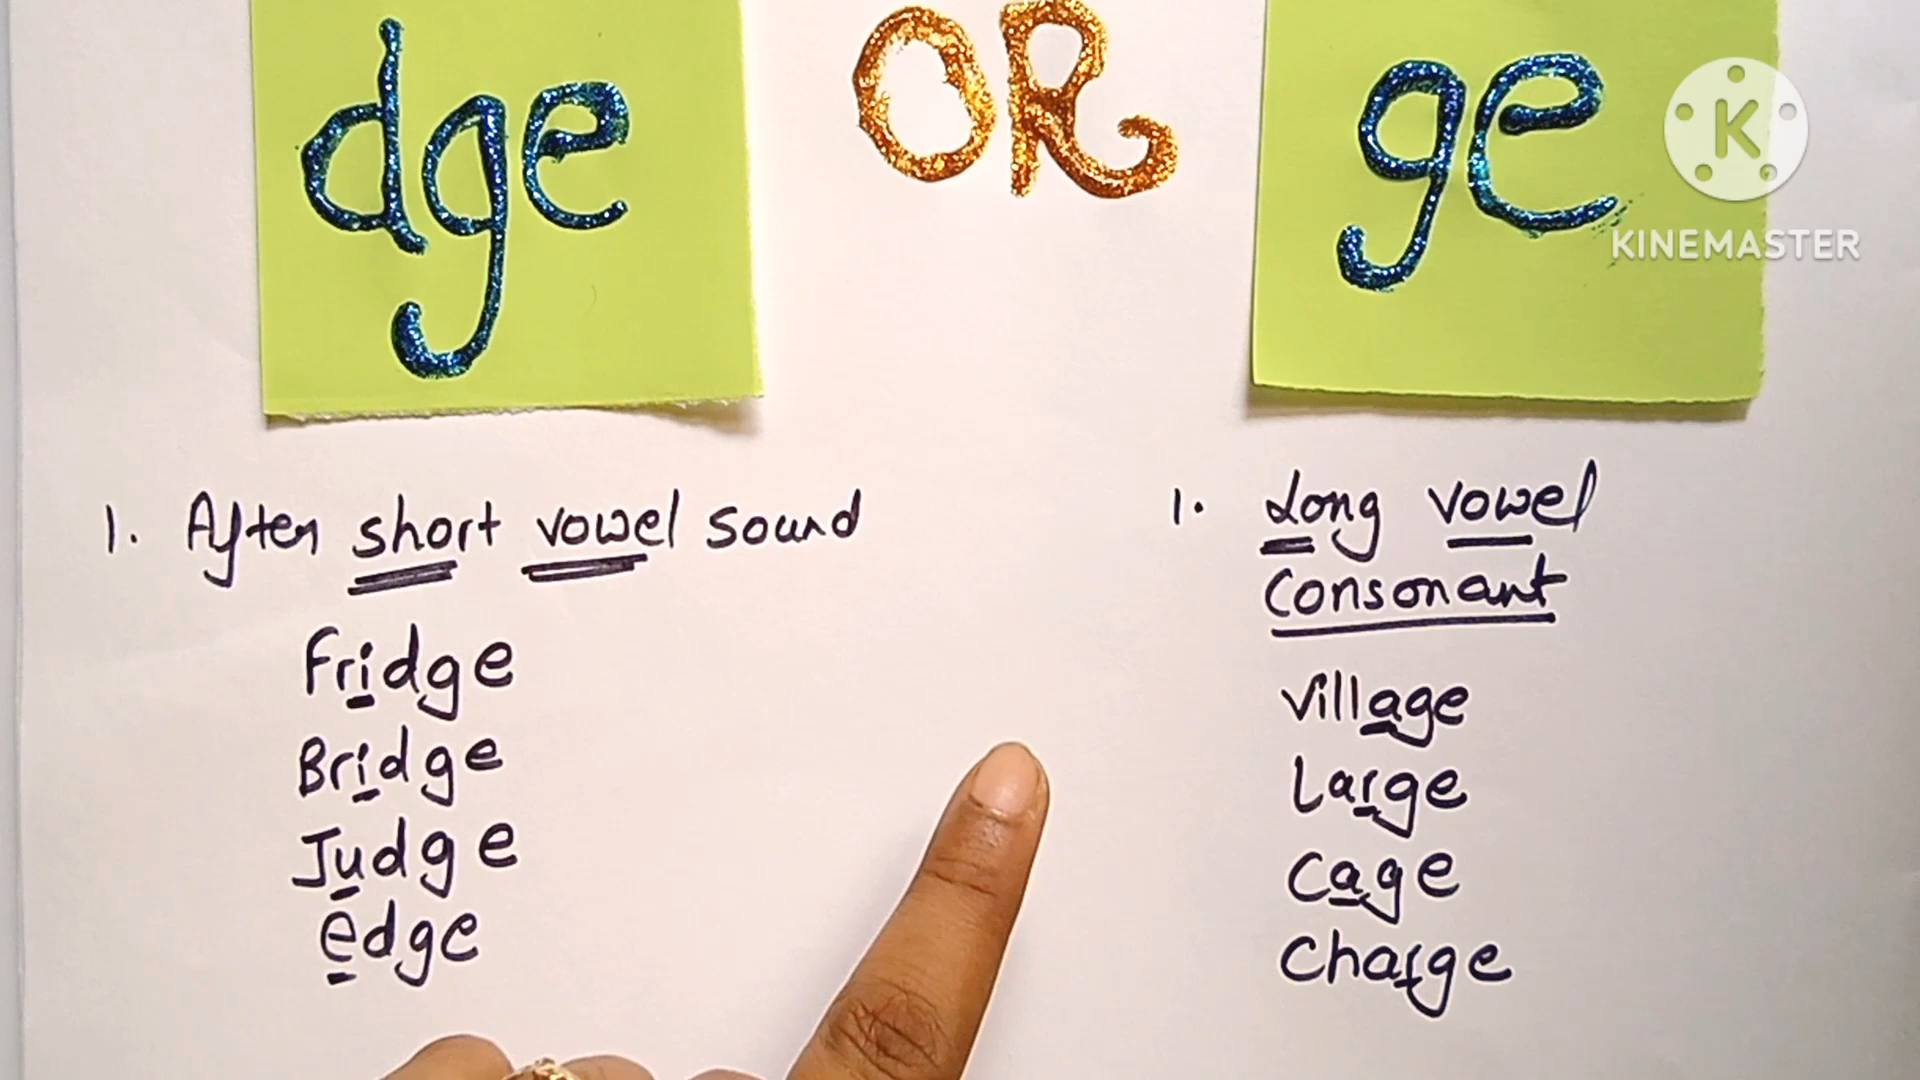 dge OR ge
K
KINEMASTER
1. After short vowel sound
Fridge
Bridge
Judge
edge
1. Long vowel
Consonant
Village
Large
Cage
Charge